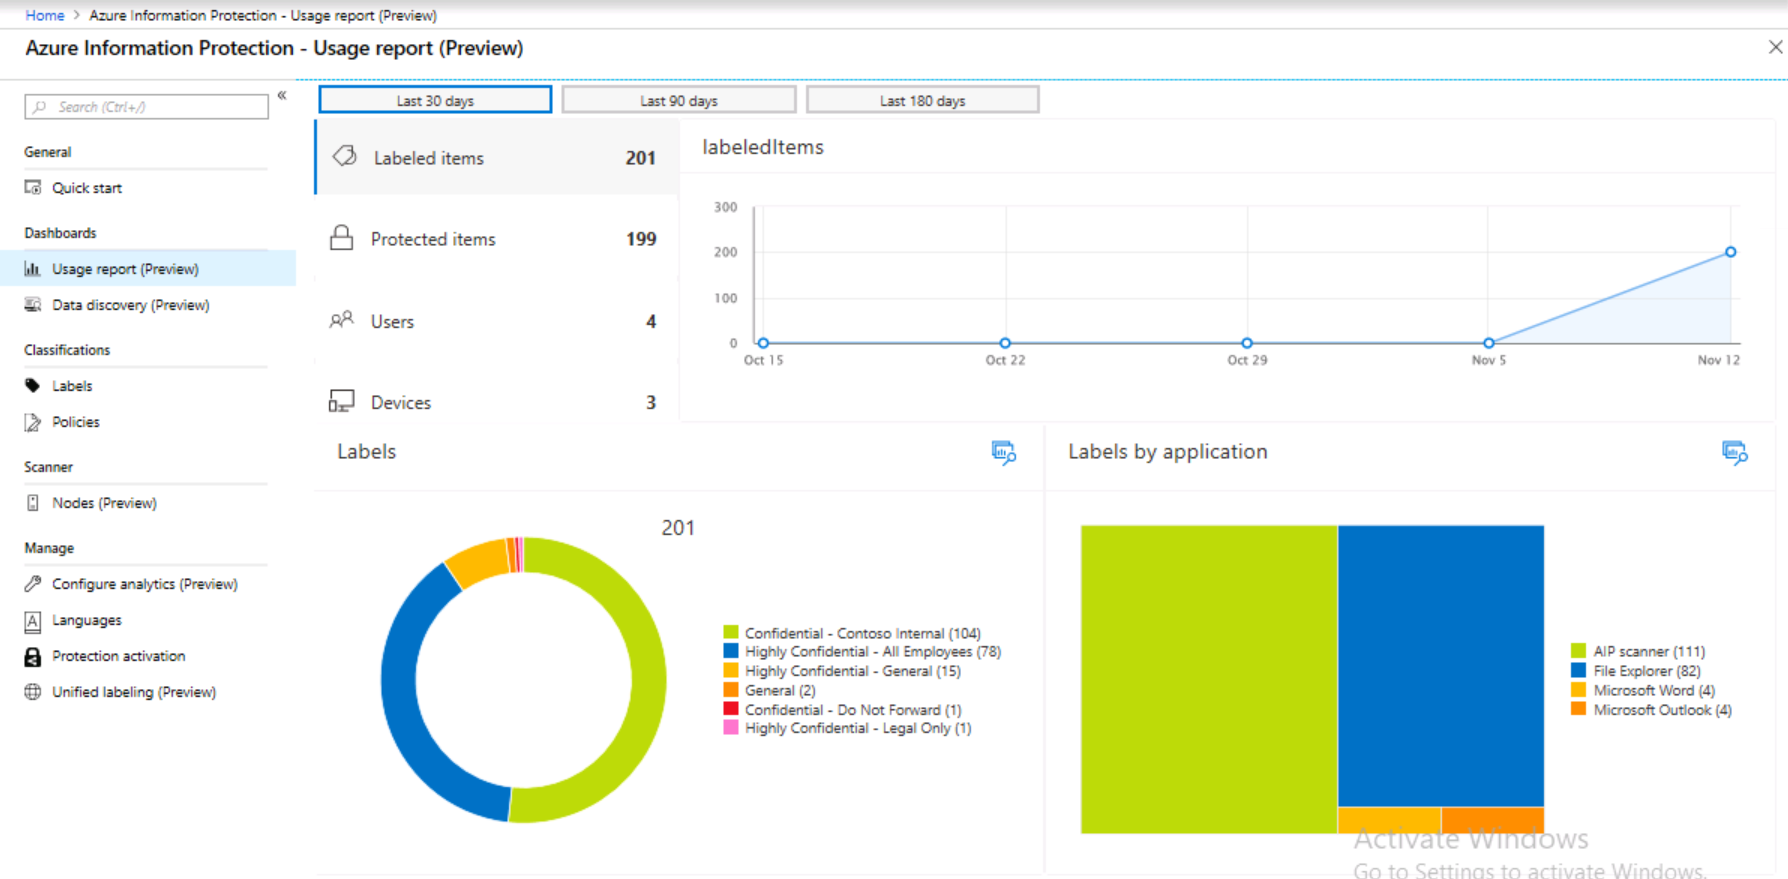 Home > Azure Information Protection - Usage report (Preview)
Azure Information Protection - Usage report (Preview)
Search (Ctrl+/)
«
General
Quick start
Dashboards
Usage report (Preview)
Data discovery (Preview)
Classifications
Labels
Policies
Scanner
Nodes (Preview)
Manage
Configure analytics (Preview)
Languages
Protection activation
Unified labeling (Preview)
Last 30 days
Last 90 days
Last 180 days
Labeled items 201
Protected items 199
Users 4
Devices 3
labeledItems
300
200
100
0
Oct 15
Oct 22
Oct 29
Nov 5
Nov 12
Labels
201
Confidential - Contoso Internal (104)
Highly Confidential - All Employees (78)
Highly Confidential - General (15)
General (2)
Confidential - Do Not Forward (1)
Highly Confidential - Legal Only (1)
Labels by application
AIP scanner (111)
File Explorer (82)
Microsoft Word (4)
Microsoft Outlook (4)
Activate Windows
Go to Settings to activate Windows.